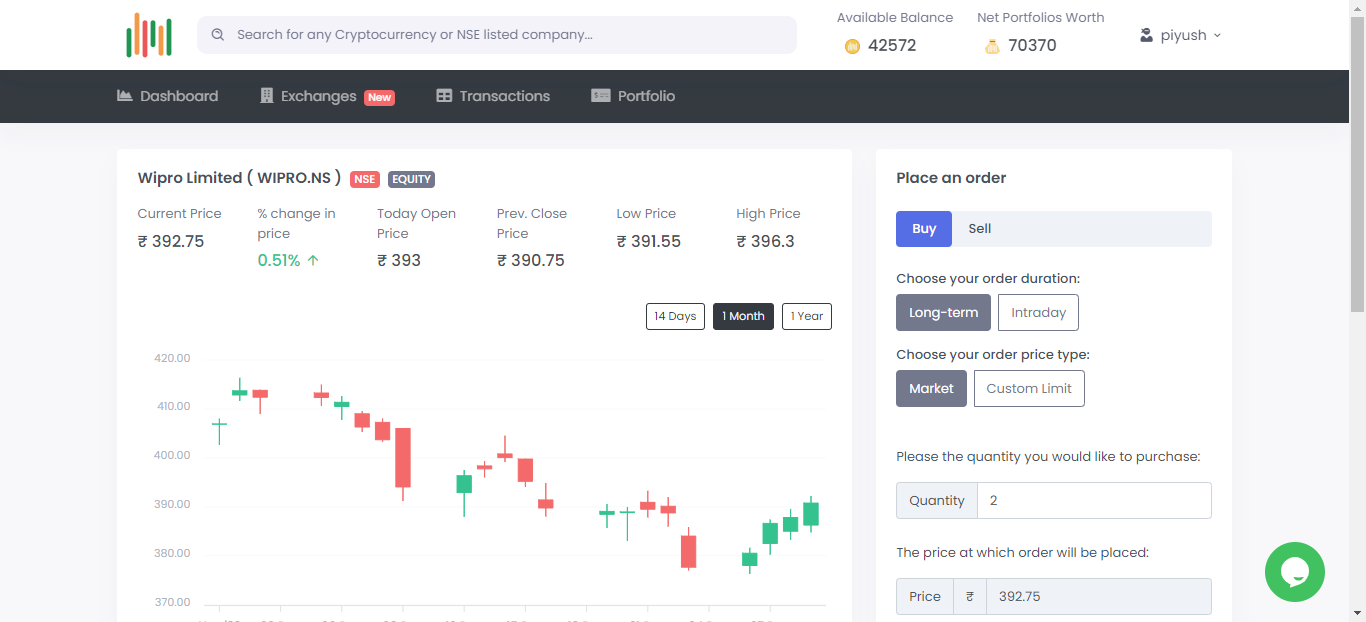 Search for any Cryptocurrency or NSE listed company...
Available Balance
42572
Net Portfolios Worth
70370
piyush
Dashboard
Exchanges New
Transactions
Portfolio
Wipro Limited ( WIPRO.NS ) NSE EQUITY
Current Price
₹ 392.75
% change in
price
0.51%
Today Open
Price
₹ 393
Prev. Close
Price
₹ 390.75
Low Price
₹ 391.55
High Price
₹ 396.3
14 Days
1 Month
1 Year
420.00
410.00
400.00
390.00
380.00
370.00
Place an order
Buy
Sell
Choose your order duration:
Long-term
Intraday
Choose your order price type:
Market
Custom Limit
Please the quantity you would like to purchase:
Quantity 2
The price at which order will be placed:
Price ₹ 392.75